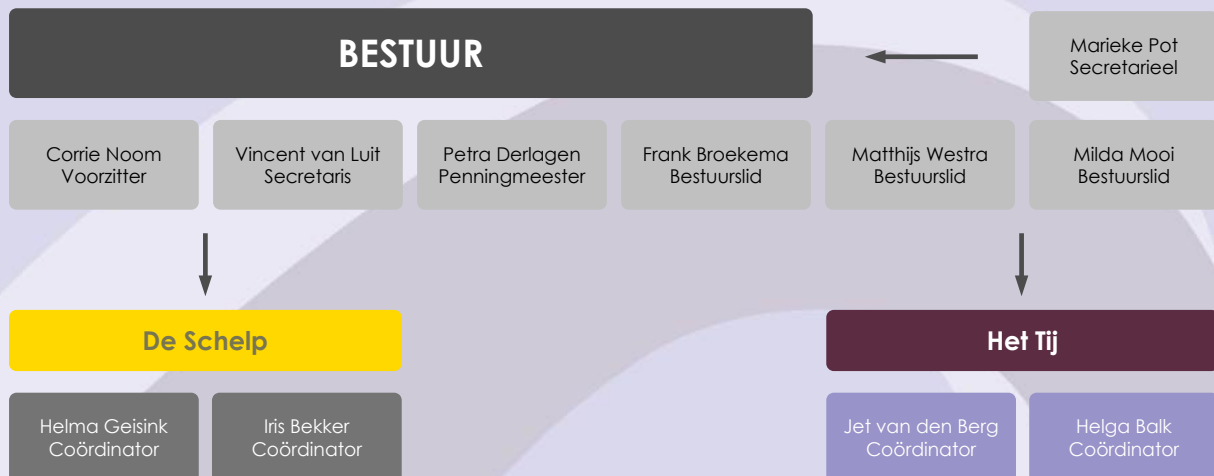 BESTUUR
Marieke Pot
Secretarieel
Corrie Noom
Voorzitter
Vincent van Luit
Secretaris
Petra Derlagen
Penningmeester
Frank Broekema
Bestuurslid
Matthijs Westra
Bestuurslid
Milda Mooi
Bestuurslid
De Schelp
Het Tij
Helma Geisink
Coördinator
Iris Bekker
Coördinator
Jet van den Berg
Coördinator
Helga Balk
Coördinator